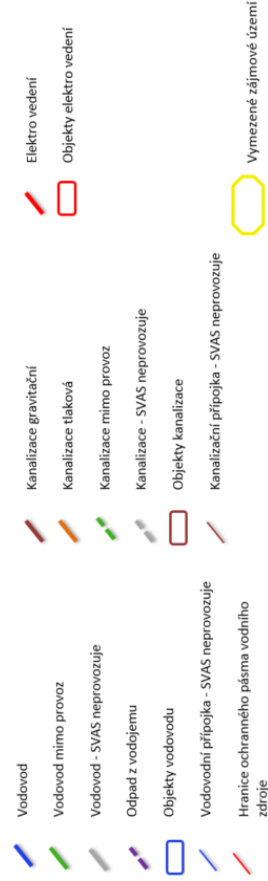 Vodovod
Vodovod mimo provoz
Vodovod - SVAS neprovozuje
Odpad z vodojemu
Objekty vodovodu
Vodovodní přípojka - SVAS neprovozuje
Hranice ochranného pásma vodního
zdroje
Kanalizace gravitační
Kanalizace tlaková
Kanalizace mimo provoz
Kanalizace - SVAS neprovozuje
Objekty kanalizace
Kanalizační přípojka - SVAS neprovozuje
Elektro vedení
Objekty elektro vedení
Vymezené zájmové území